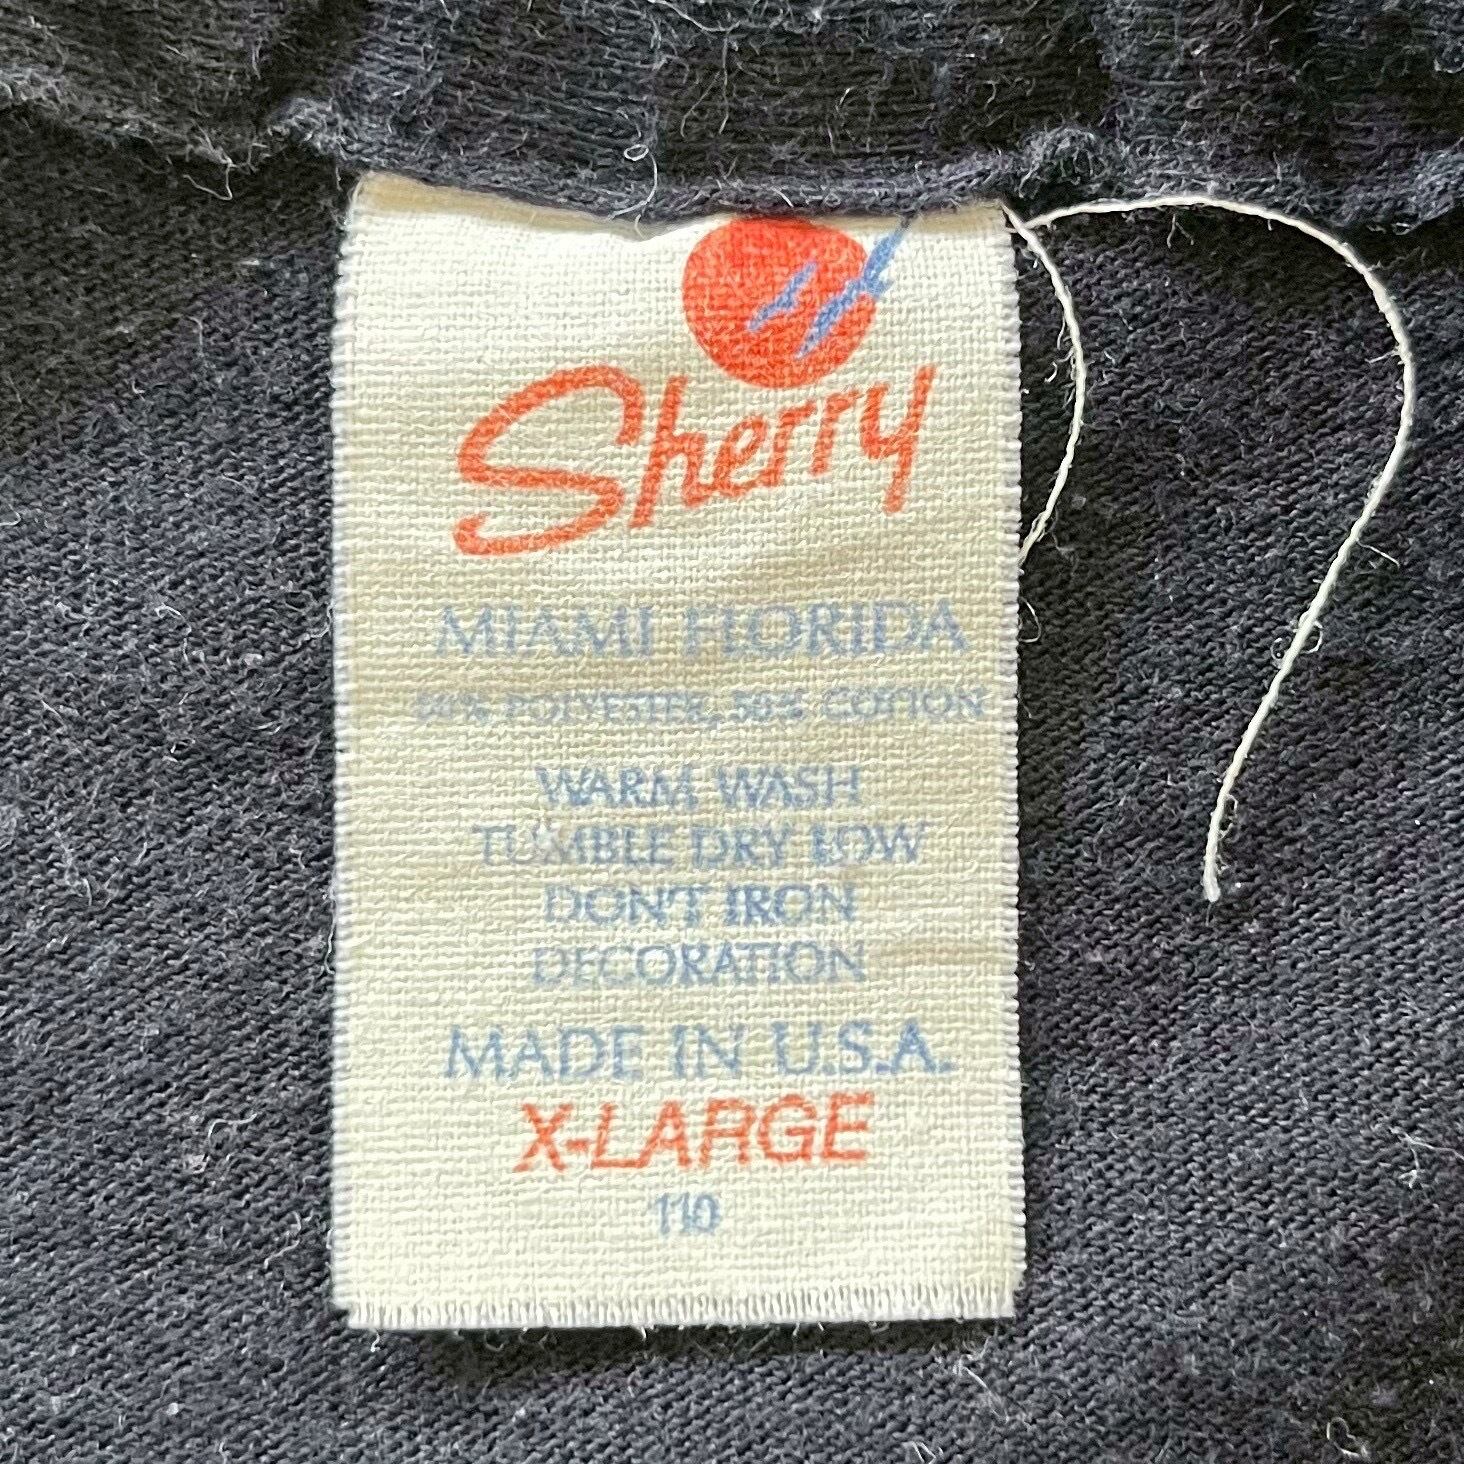 Sherry
MIAMI FLORIDA
50% POLYESTER, 50% COTTON
WARM WASH
TUMBLE DRY LOW
DON'T IRON
DECORATION
MADE IN U.S.A.
X-LARGE
110